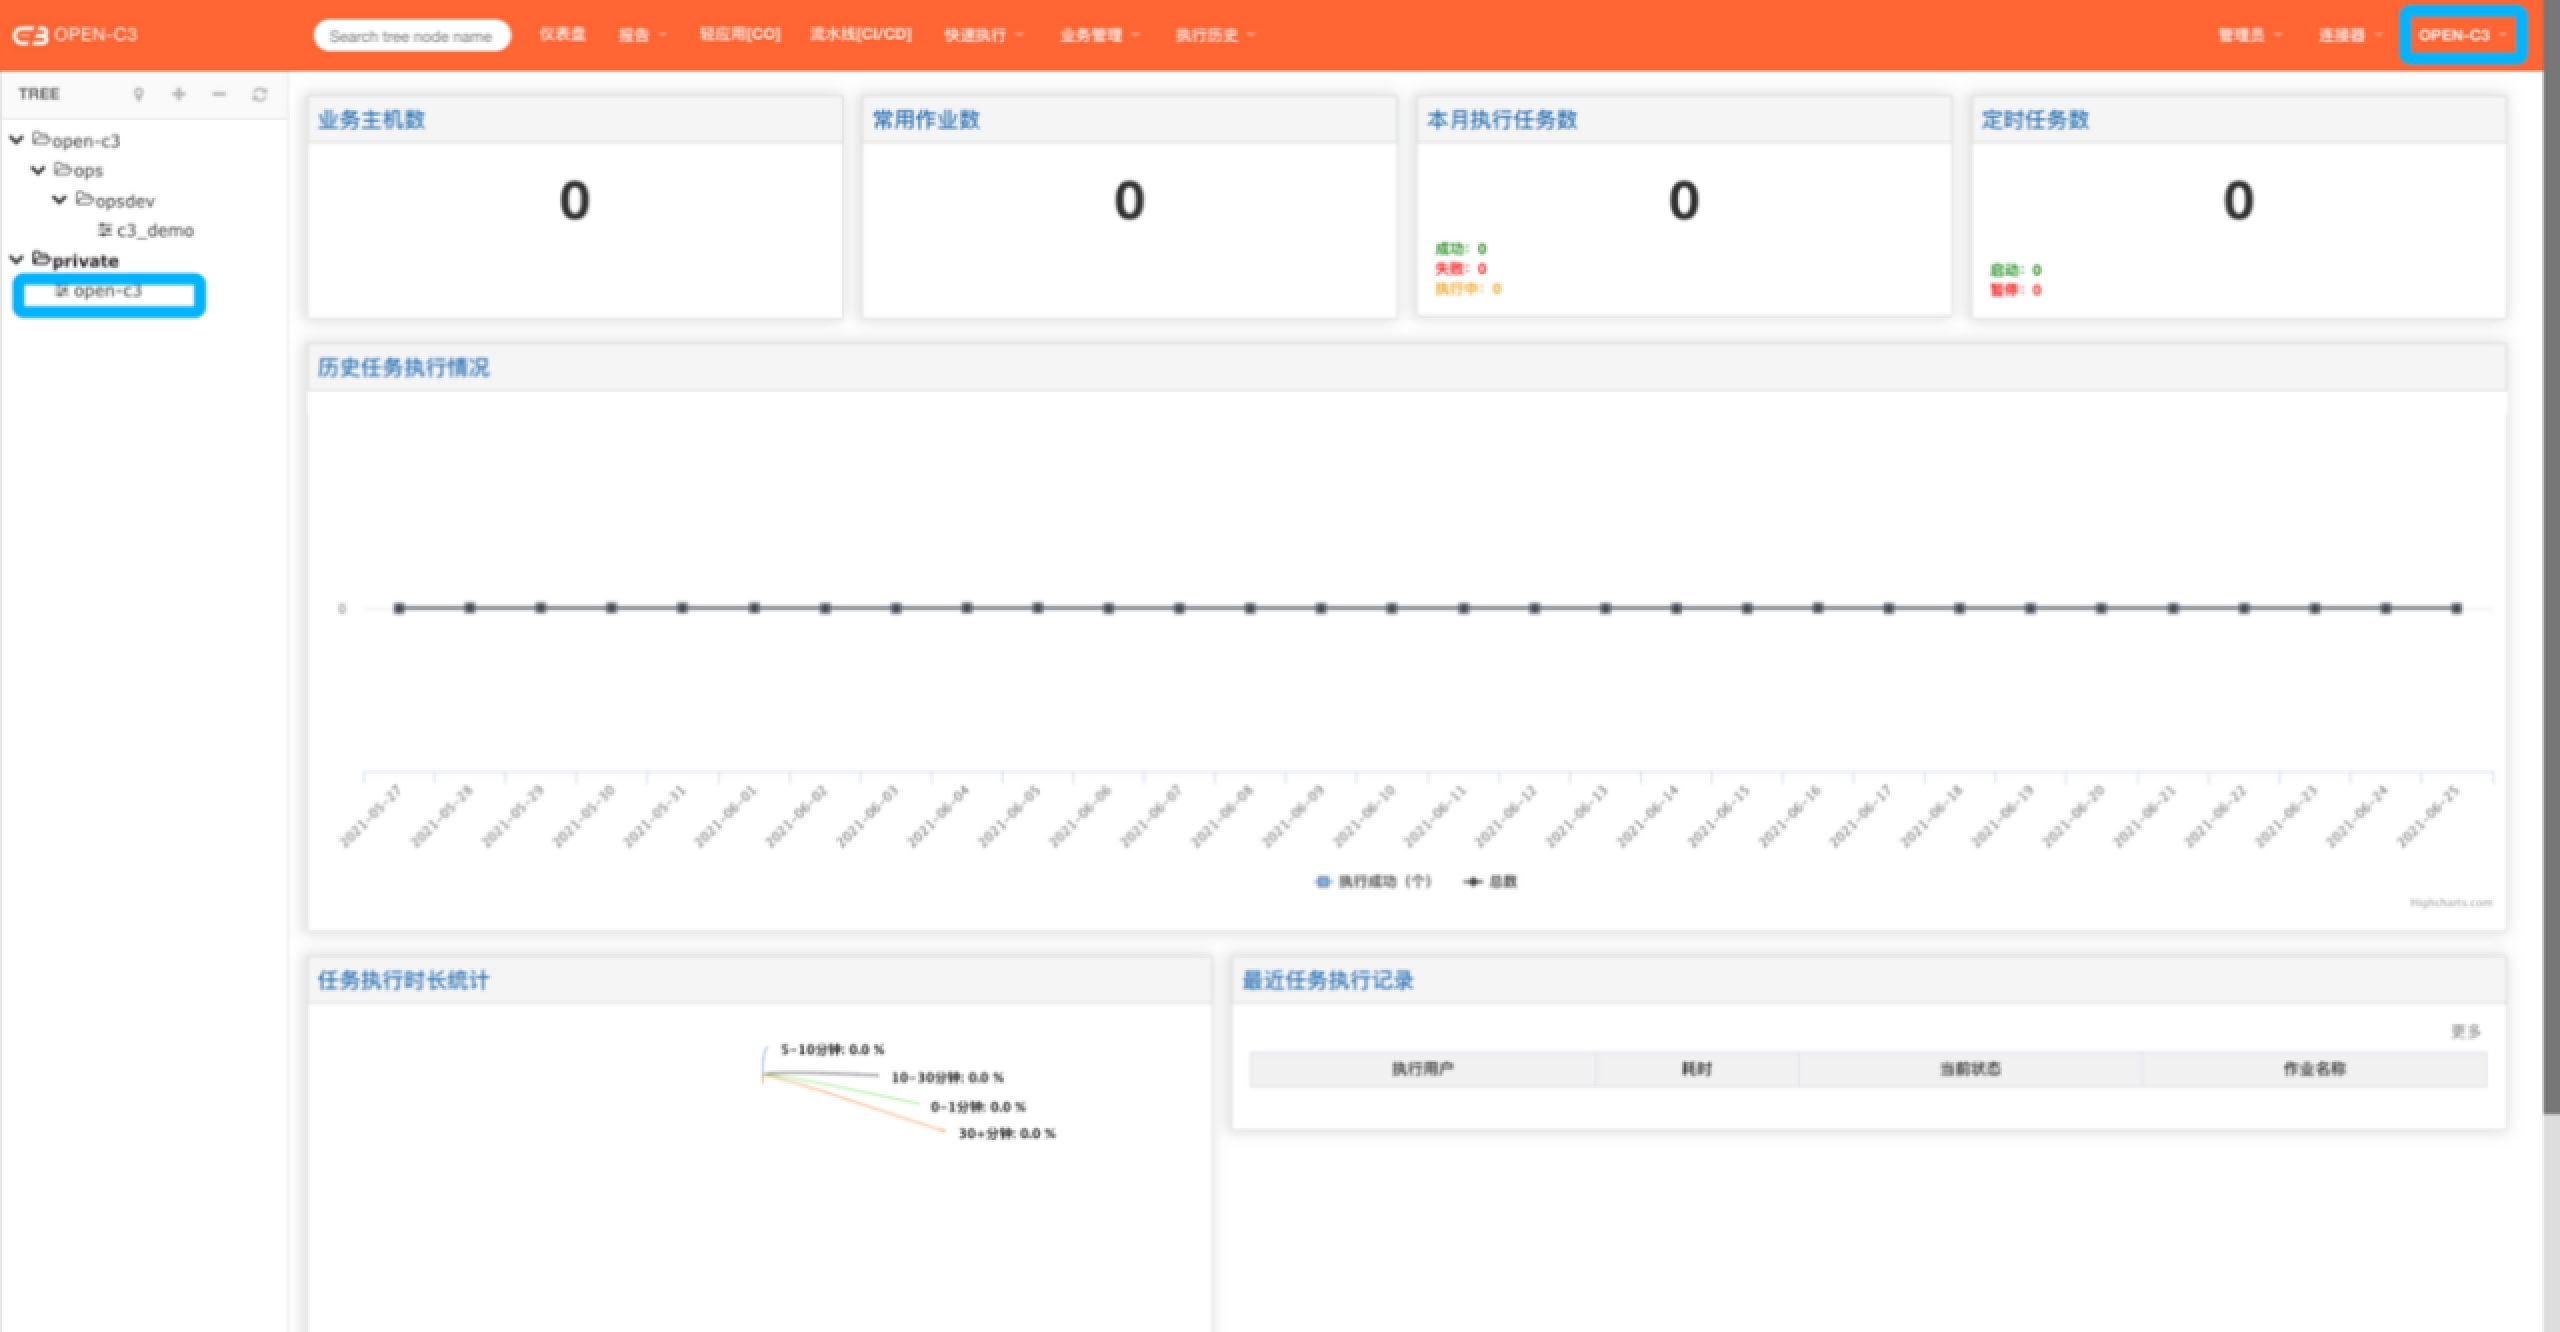 OPEN-C3
Search tree node name
仪表盘
报告
轻应用[CO]
流水线[CI/CD]
快速执行
业务管理
执行历史
管理员
连接器
OPEN-C3
TREE
open-c3
ops
opsdev
c3_demo
private
open-c3
业务主机数
0
常用作业数
0
本月执行任务数
0
成功: 0
失败: 0
执行中: 0
定时任务数
0
启动: 0
暂停: 0
历史任务执行情况
0
2021-05-27
2021-05-28
2021-05-29
2021-05-30
2021-05-31
2021-06-01
2021-06-02
2021-06-03
2021-06-04
2021-06-05
2021-06-06
2021-06-07
2021-06-08
2021-06-09
2021-06-10
2021-06-11
2021-06-12
2021-06-13
2021-06-14
2021-06-15
2021-06-16
2021-06-17
2021-06-18
2021-06-19
2021-06-20
2021-06-21
2021-06-22
2021-06-23
2021-06-24
2021-06-25
执行成功（个） 总数
Highcharts.com
任务执行时长统计
5-10分钟: 0.0 %
10-30分钟: 0.0 %
0-1分钟: 0.0 %
30+分钟: 0.0 %
最近任务执行记录
更多
执行用户 耗时 当前状态 作业名称